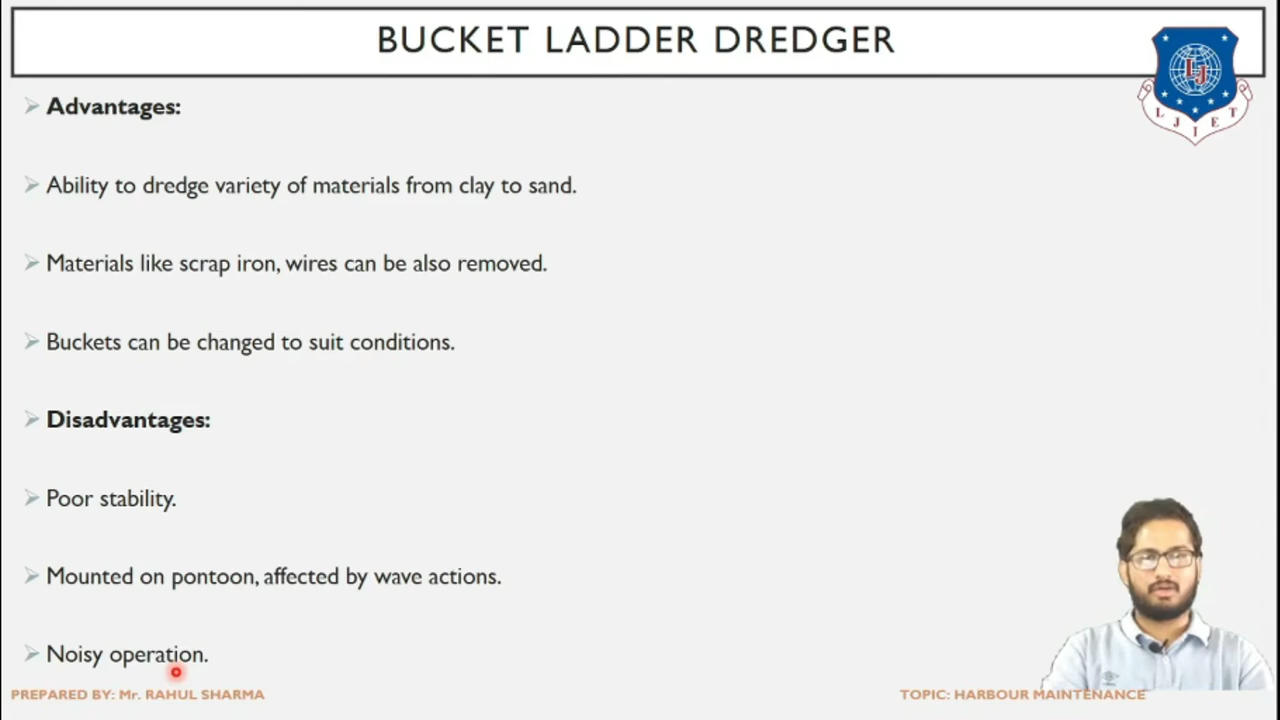 BUCKET LADDER DREDGER
LJIET
Advantages:
Ability to dredge variety of materials from clay to sand.
Materials like scrap iron, wires can be also removed.
Buckets can be changed to suit conditions.
Disadvantages:
Poor stability.
Mounted on pontoon, affected by wave actions.
Noisy operation.
PREPARED BY: Mr. RAHUL SHARMA
TOPIC: HARBOUR MAINTENANCE